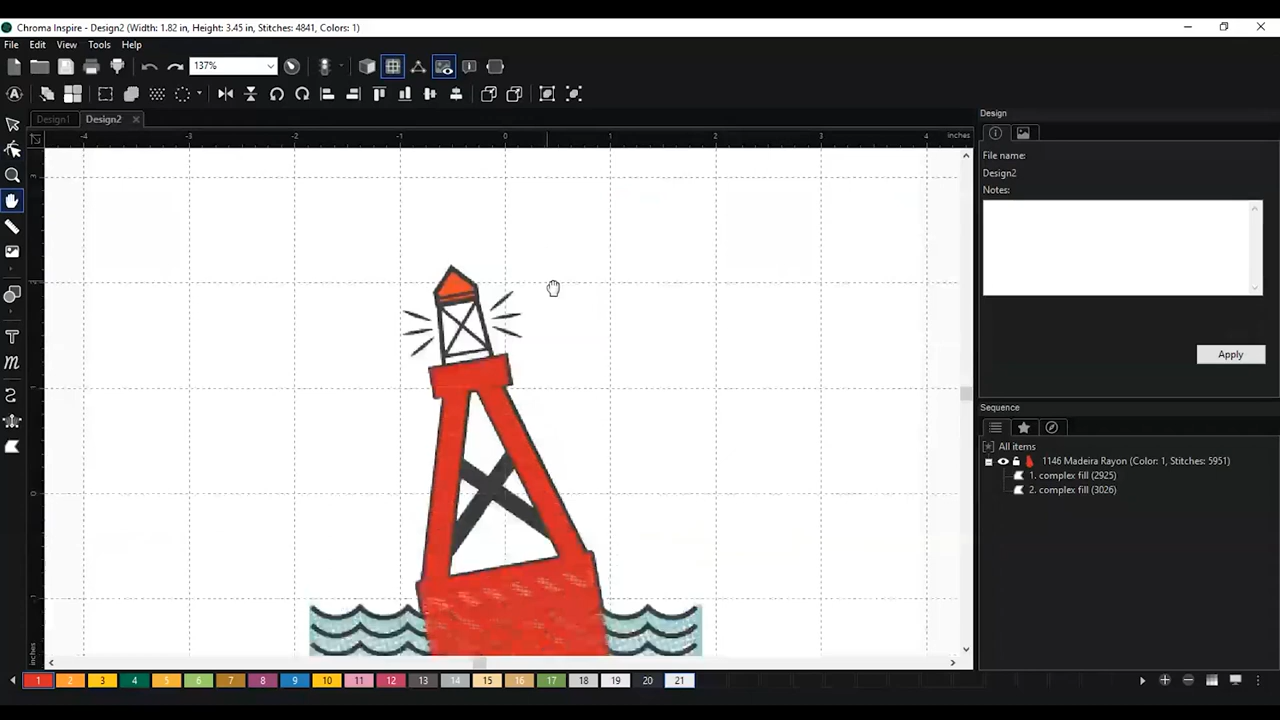 Chroma Inspire - Design2 (Width: 1.82 in, Height: 3.45 in, Stitches: 4841, Colors: 1)
File Edit View Tools Help
137%
Design1 Design2
-4 -3 -2 -1 0 1 2 3 4 inches
Design
File name:
Design2
Notes:
Apply
Sequence
All items
1146 Madeira Rayon (Color: 1, Stitches: 5951)
1. complex fill (2925)
2. complex fill (3026)
inches
1 2 3 4 5 6 7 8 9 10 11 12 13 14 15 16 17 18 19 20 21